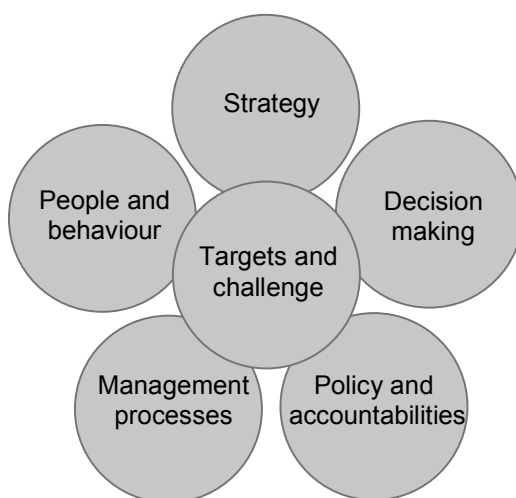 Strategy
People and
behaviour
Decision
making
Targets and
challenge
Management
processes
Policy and
accountabilities